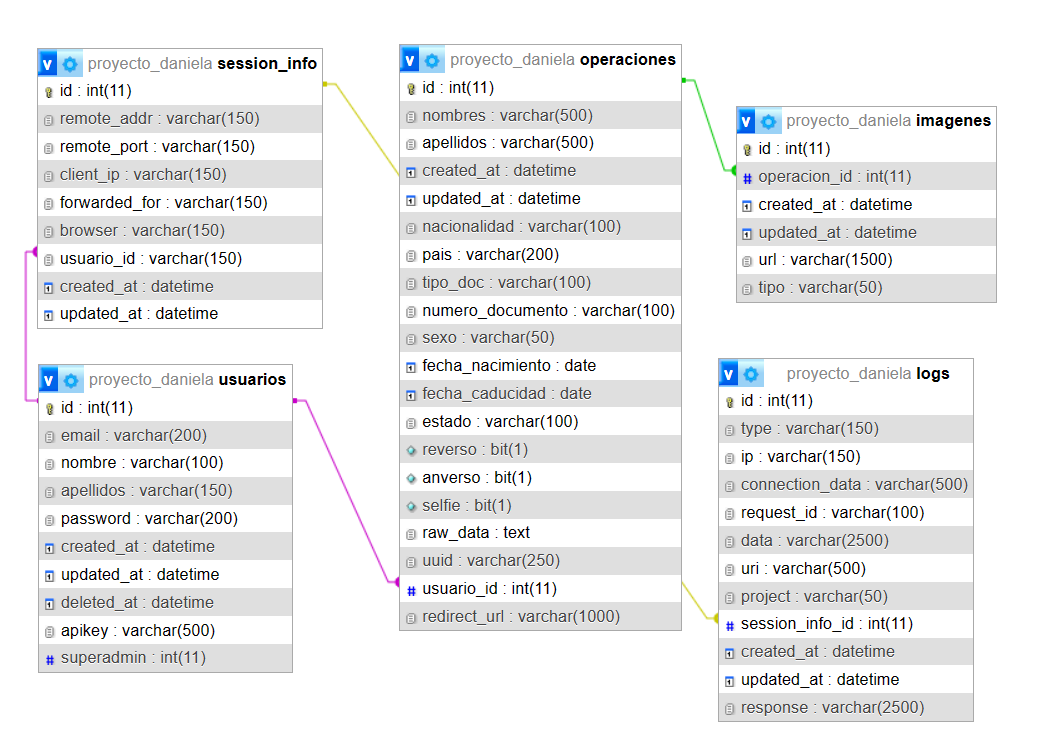 proyecto_daniela session_info
id : int(11)
remote_addr : varchar(150)
remote_port : varchar(150)
client_ip : varchar(150)
forwarded_for : varchar(150)
browser : varchar(150)
usuario_id : varchar(150)
created_at : datetime
updated_at : datetime
proyecto_daniela usuarios
id : int(11)
email : varchar(200)
nombre : varchar(100)
apellidos : varchar(150)
password : varchar(200)
created_at : datetime
updated_at : datetime
deleted_at : datetime
apikey : varchar(500)
superadmin : int(11)
proyecto_daniela operaciones
id : int(11)
nombres : varchar(500)
apellidos : varchar(500)
created_at : datetime
updated_at : datetime
nacionalidad : varchar(100)
pais : varchar(200)
tipo_doc : varchar(100)
numero_documento : varchar(100)
sexo : varchar(50)
fecha_nacimiento : date
fecha_caducidad : date
estado : varchar(100)
reverso : bit(1)
anverso : bit(1)
selfie : bit(1)
raw_data : text
uuid : varchar(250)
usuario_id : int(11)
redirect_url : varchar(1000)
proyecto_daniela imagenes
id : int(11)
operacion_id : int(11)
created_at : datetime
updated_at : datetime
url : varchar(1500)
tipo : varchar(50)
proyecto_daniela logs
id : int(11)
type : varchar(150)
ip : varchar(150)
connection_data : varchar(500)
request_id : varchar(100)
data : varchar(2500)
uri : varchar(500)
project : varchar(50)
session_info_id : int(11)
created_at : datetime
updated_at : datetime
response : varchar(2500)